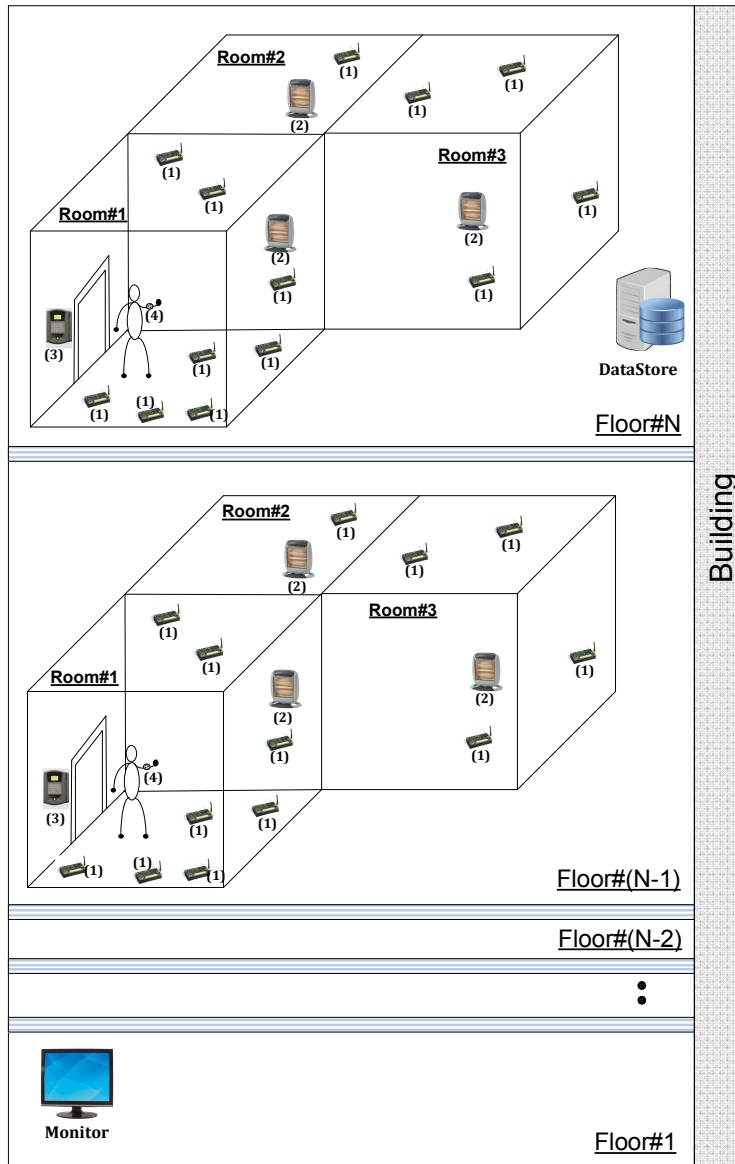 Room#2
(1)
(1)
(1)
(2)
Room#3
(1)
(1)
Room#1
(1)
(2)
(2)
(1)
(1)
(4)
(3)
(1)
(1)
DataStore
(1)
(1)
(1)
Floor#N
Building
Room#2
(1)
(1)
(1)
(2)
Room#3
(1)
(1)
Room#1
(1)
(2)
(2)
(1)
(1)
(4)
(3)
(1)
(1)
(1)
(1)
(1)
Floor#(N-1)
Floor#(N-2)
Monitor
Floor#1